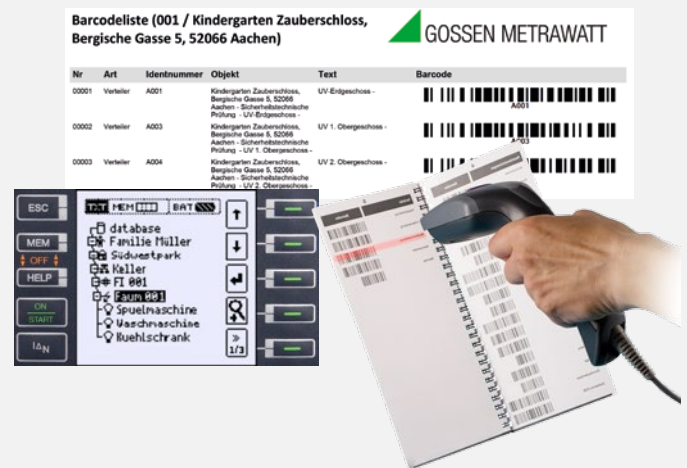 Barcodeliste (001 / Kindergarten Zauberschloss,
Bergische Gasse 5, 52066 Aachen)
GOSSEN METRAWATT
Nr Art Identnummer Objekt Text Barcode
00001 Verteiler A001 Kindergarten Zauberschloss, UV-Erdgeschoss -
Bergische Gasse 5, 52066
Aachen - Sicherheitstechnische
Prüfung - UV-Erdgeschoss -
A001
00002 Verteiler A003 Kindergarten Zauberschloss, UV 1. Obergeschoss -
Bergische Gasse 5, 52066
Aachen - Sicherheitstechnische
Prüfung - UV 1. Obergeschoss -
A003
00003 Verteiler A004 Kindergarten Zauberschloss, UV 2. Obergeschoss -
Bergische Gasse 5, 52066
Aachen - Sicherheitstechnische
Prüfung - UV 2. Obergeschoss -
ESC
MEM
OFF
HELP
ON
START
IΔN
TXT MEM BAT
database
Familie Müller
Südwestpark
Keller
FI 001
Raum 001
Spuelmaschine
Waschmaschine
Kuehlschrank
»
1/3